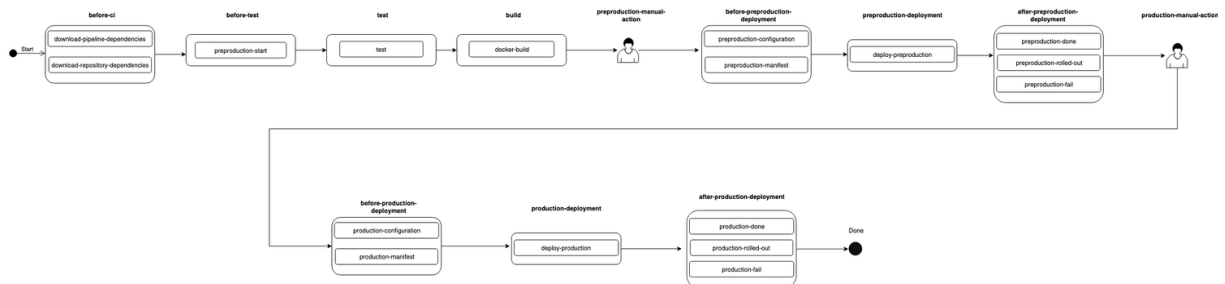 before-ci
before-test
test
build
preproduction-manual-
action
before-preproduction-
deployment
preproduction-deployment
after-preproduction-
deployment
production-manual-action
Start
download-pipeline-dependencies
download-repository-dependencies
preproduction-start
test
docker-build
preproduction-configuration
preproduction-manifest
deploy-preproduction
preproduction-done
preproduction-rolled-out
preproduction-fail
before-production-
deployment
production-deployment
after-production-deployment
production-configuration
production-manifest
deploy-production
production-done
production-rolled-out
production-fail
Done